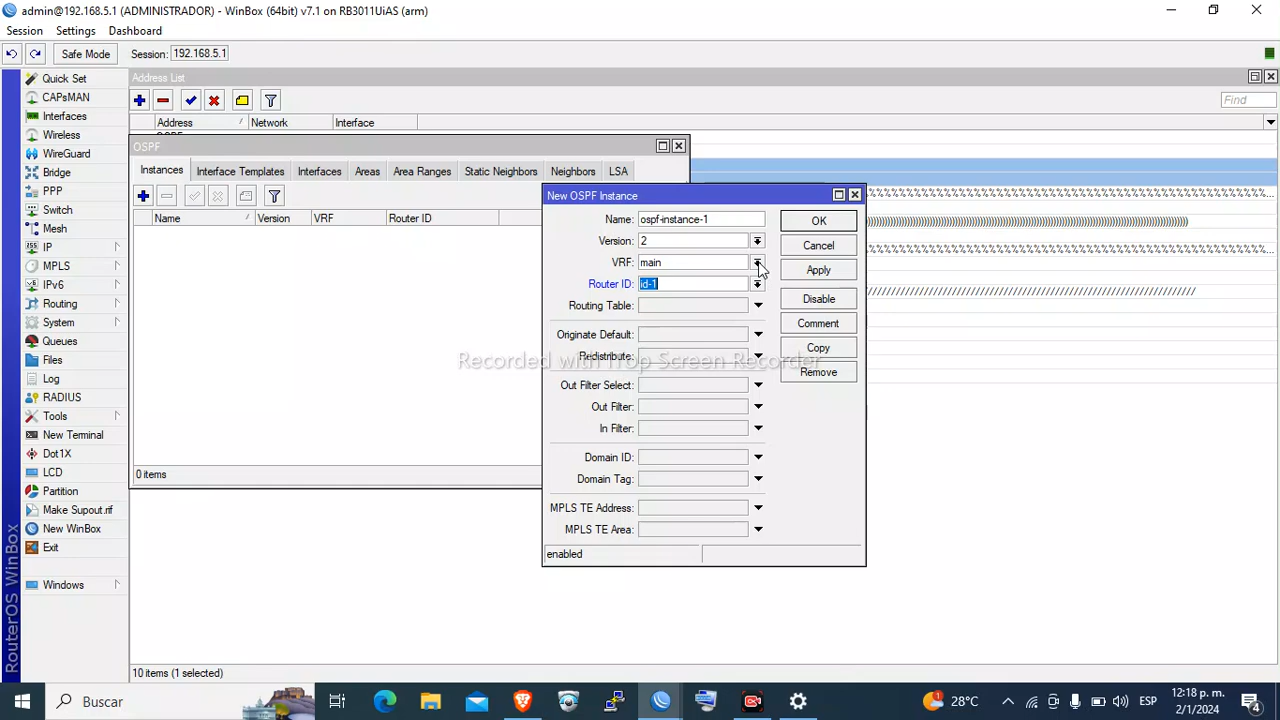 admin@192.168.5.1 (ADMINISTRADOR) - WinBox (64bit) v7.1 on RB3011UiAS (arm)
Session Settings Dashboard
Safe Mode Session: 192.168.5.1
Quick Set
CAPsMAN
Interfaces
Wireless
WireGuard
Bridge
PPP
Switch
Mesh
IP
MPLS
IPv6
Routing
System
Queues
Files
Log
RADIUS
Tools
New Terminal
Dot1X
LCD
Partition
Make Supout.rif
New WinBox
Exit
Windows
RouterOS WinBox
Address List
Find
Address Network Interface
OSPF
Instances Interface Templates Interfaces Areas Area Ranges Static Neighbors Neighbors LSA
Name Version VRF Router ID
0 items
New OSPF Instance
Name: ospf-instance-1
Version: 2
VRF: main
Router ID: id-1
Routing Table:
Originate Default:
Redistribute:
Out Filter Select:
Out Filter:
In Filter:
Domain ID:
Domain Tag:
MPLS TE Address:
MPLS TE Area:
enabled
OK
Cancel
Apply
Disable
Comment
Copy
Remove
Recorded with iTop Screen Recorder
10 items (1 selected)
Buscar
28°C
ESP
12:18 p. m.
2/1/2024
4